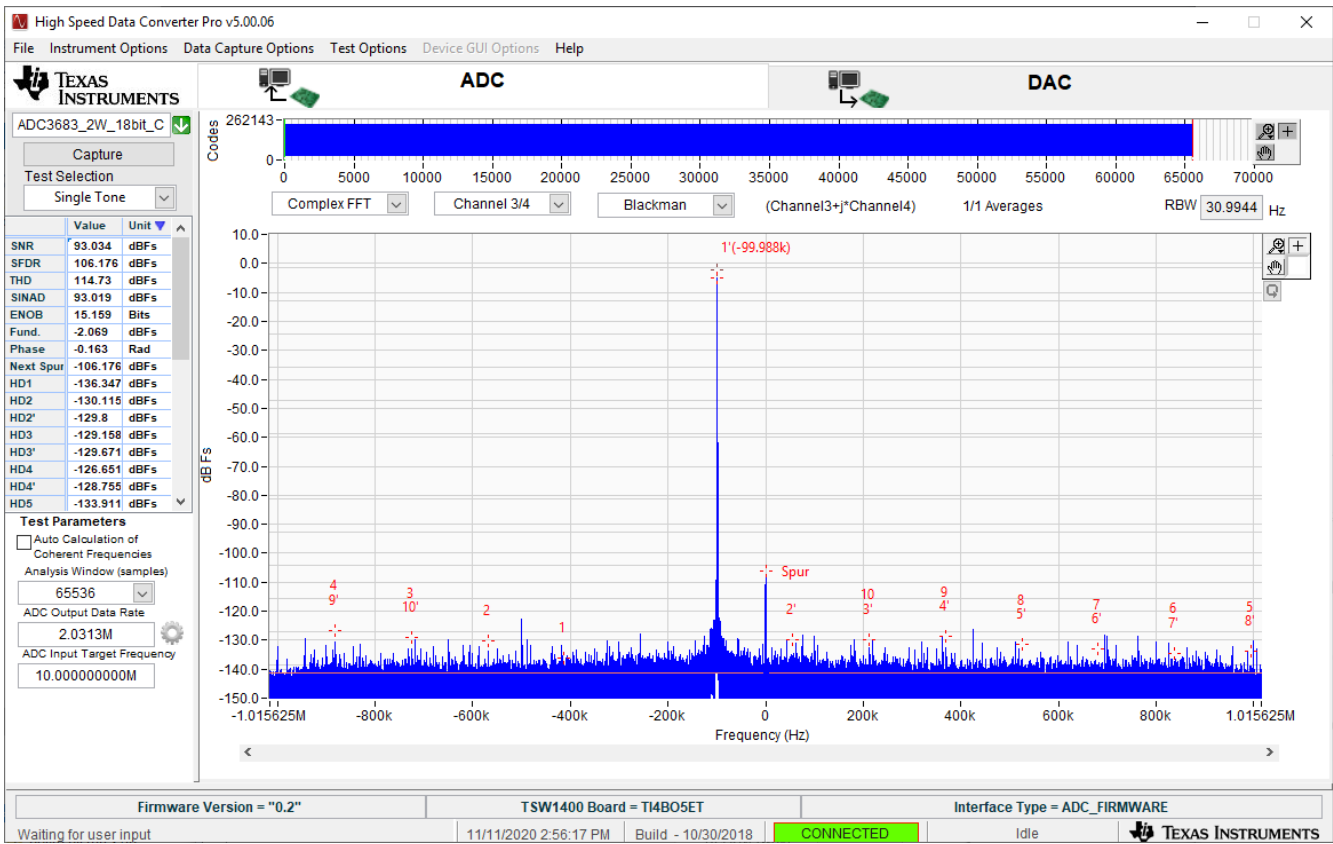 High Speed Data Converter Pro v5.00.06
File Instrument Options Data Capture Options Test Options Device GUI Options Help
TEXAS INSTRUMENTS
ADC
DAC
ADC3683_2W_18bit_C
Capture
Test Selection
Single Tone
Value Unit
SNR 93.034 dBFs
SFDR 106.176 dBFs
THD 114.73 dBFs
SINAD 93.019 dBFs
ENOB 15.159 Bits
Fund. -2.069 dBFs
Phase -0.163 Rad
Next Spur -106.176 dBFs
HD1 -136.347 dBFs
HD2 -130.115 dBFs
HD2' -129.8 dBFs
HD3 -129.158 dBFs
HD3' -129.671 dBFs
HD4 -126.651 dBFs
HD4' -128.755 dBFs
HD5 -133.911 dBFs
Test Parameters
Auto Calculation of
Coherent Frequencies
Analysis Window (samples)
65536
ADC Output Data Rate
2.0313M
ADC Input Target Frequency
10.000000000M
Codes
262143
0
0 5000 10000 15000 20000 25000 30000 35000 40000 45000 50000 55000 60000 65000 70000
Complex FFT Channel 3/4 Blackman (Channel3+j*Channel4) 1/1 Averages RBW 30.9944 Hz
dB Fs
10.0
0.0
-10.0
-20.0
-30.0
-40.0
-50.0
-60.0
-70.0
-80.0
-90.0
-100.0
-110.0
-120.0
-130.0
-140.0
-150.0
1'(-99.988k)
Spur
4 3 2 1 2' 10 9 8 7 6 5
9' 10' 3' 4' 5' 6' 7' 8'
-1.015625M -800k -600k -400k -200k 0 200k 400k 600k 800k 1.015625M
Frequency (Hz)
Firmware Version = "0.2" TSW1400 Board = TI4BO5ET Interface Type = ADC_FIRMWARE
Waiting for user input 11/11/2020 2:56:17 PM Build - 10/30/2018 CONNECTED Idle TEXAS INSTRUMENTS